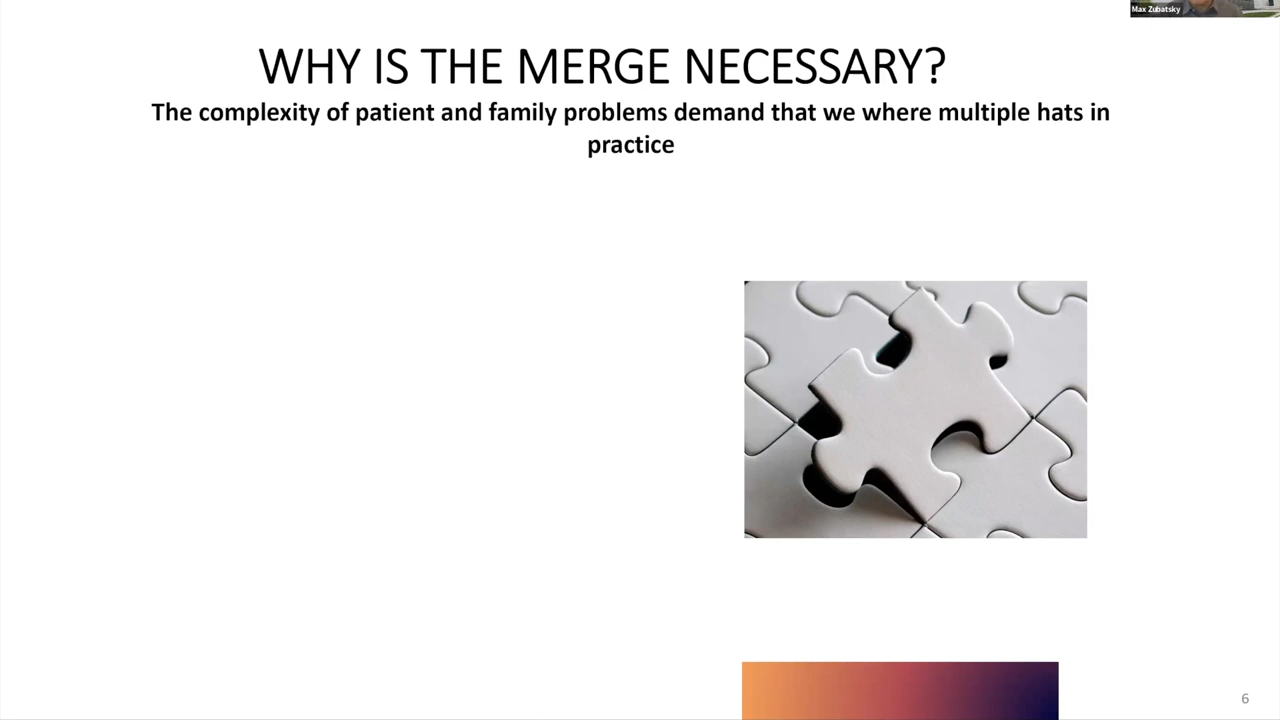 Max Zubatsky
WHY IS THE MERGE NECESSARY?
The complexity of patient and family problems demand that we where multiple hats in
practice
6